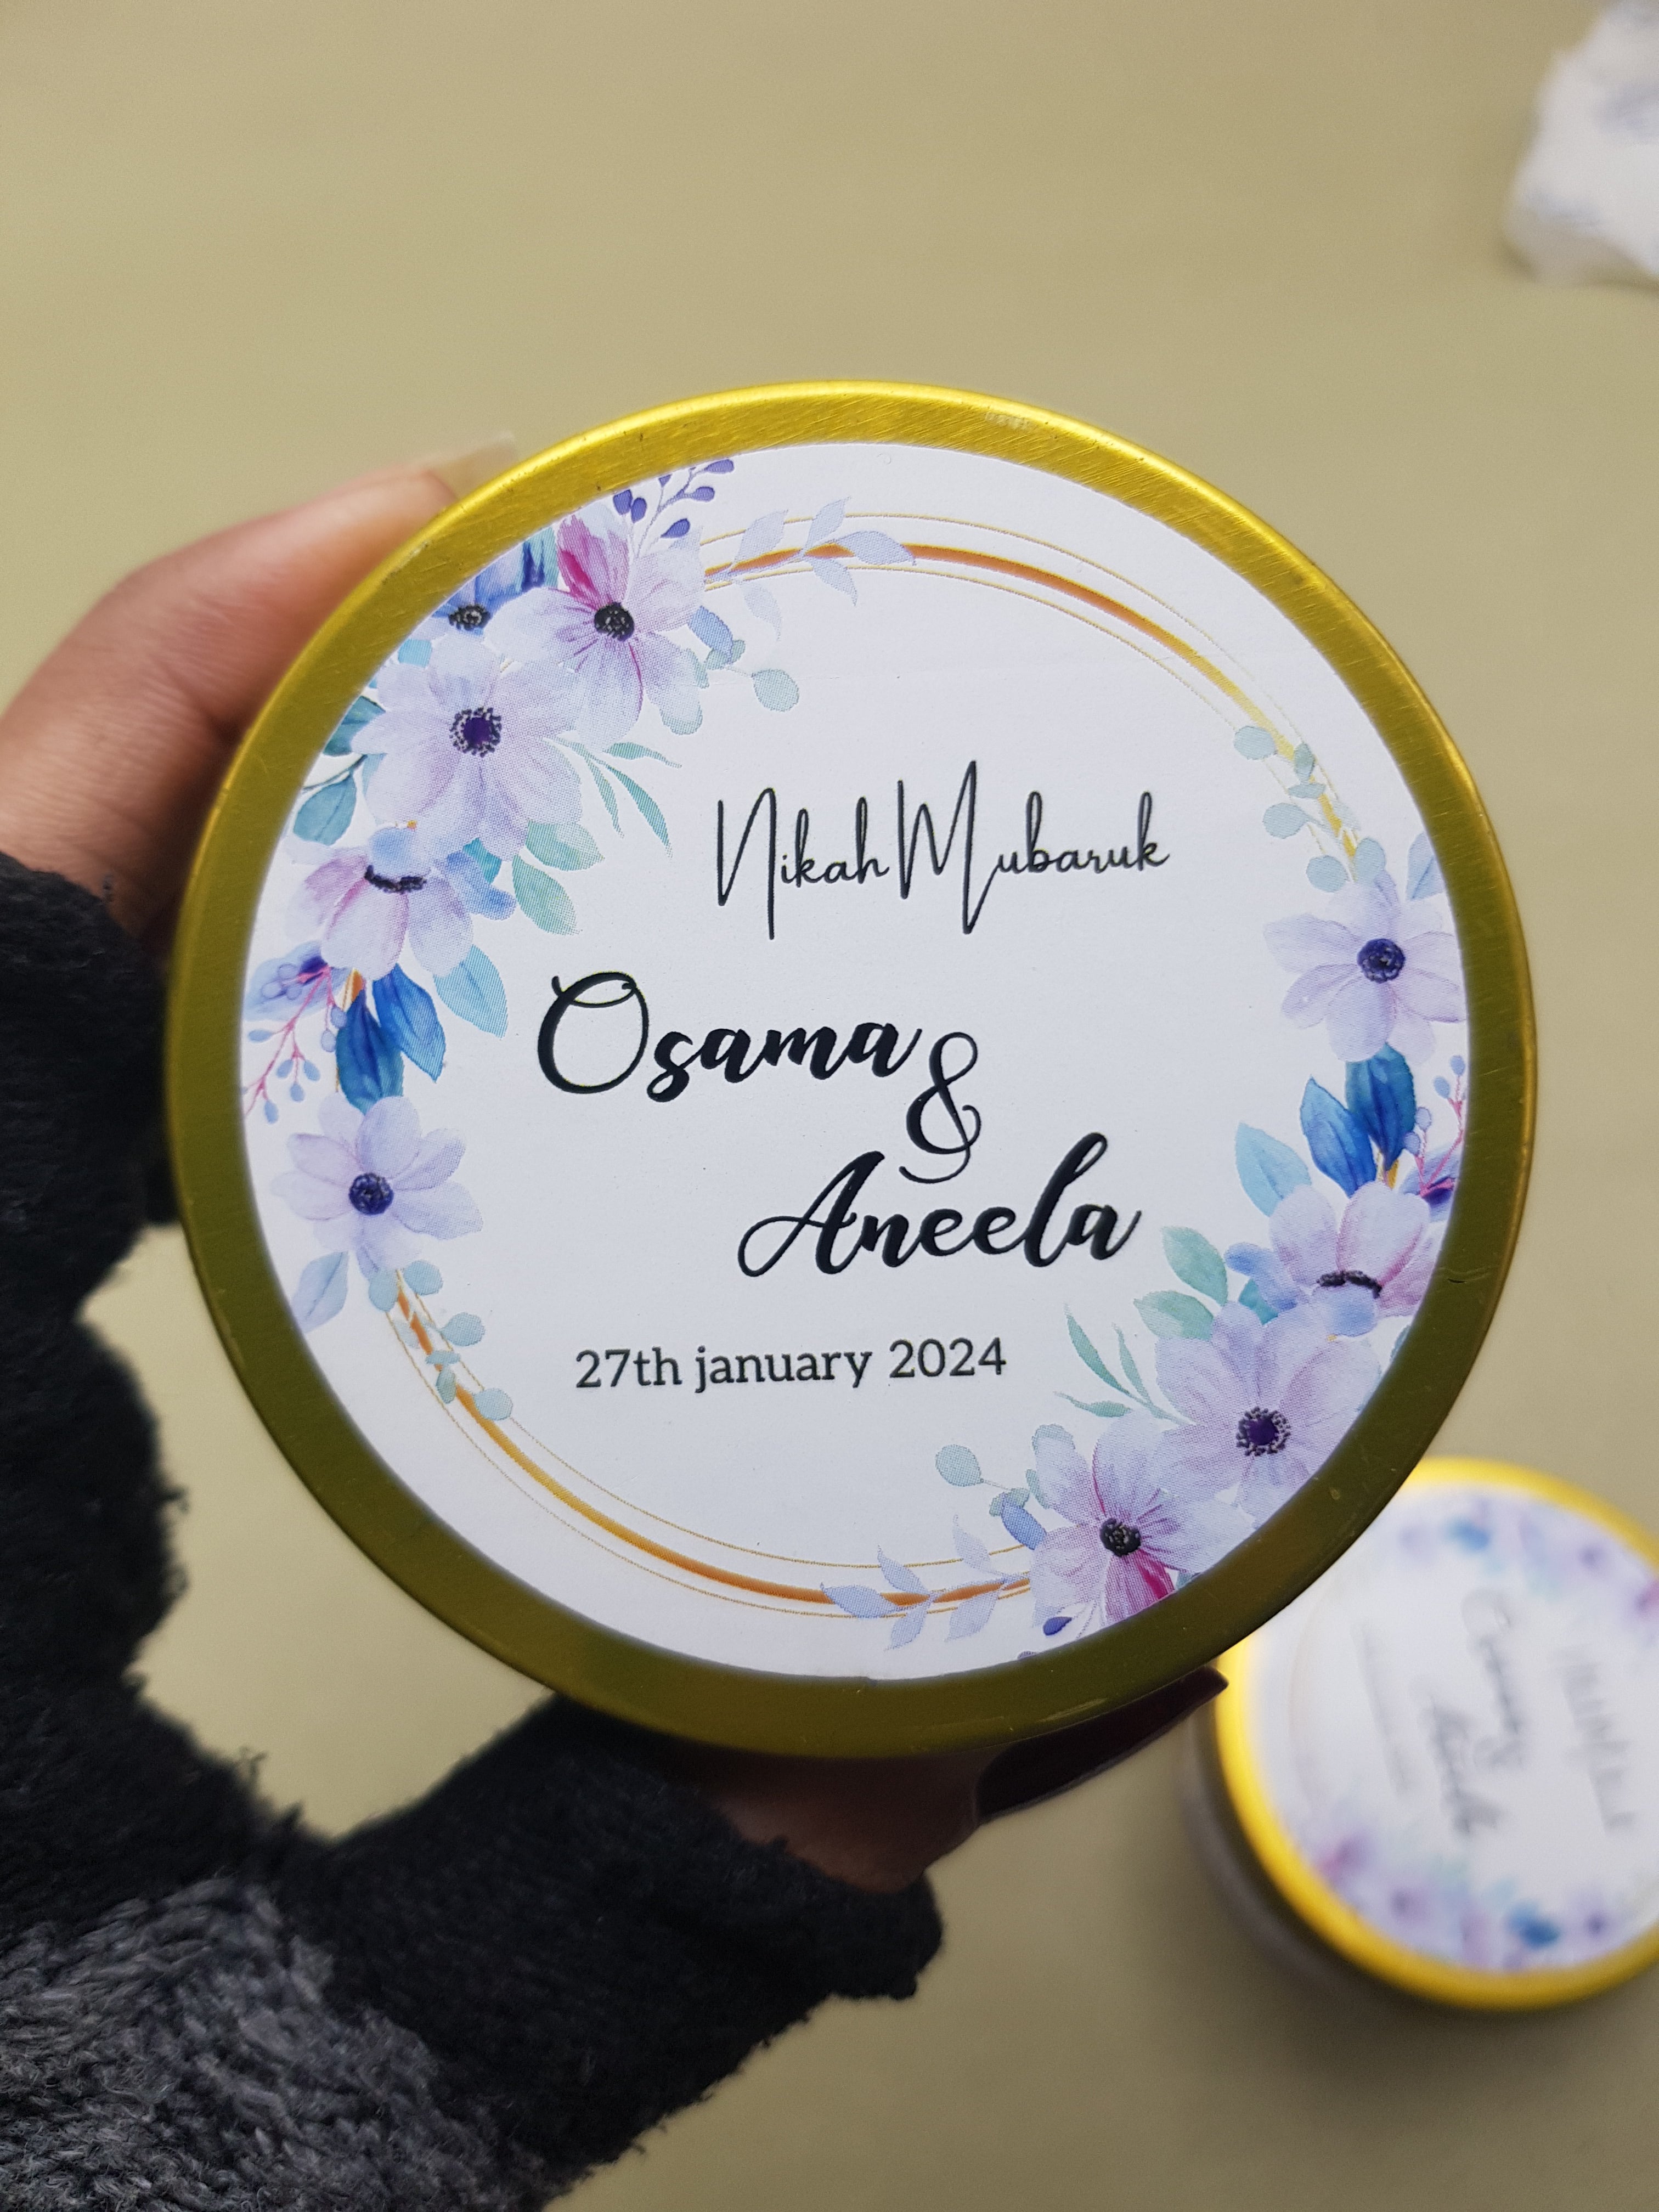 Nikah Mubaruk
Osama
&
Aneela
27th january 2024